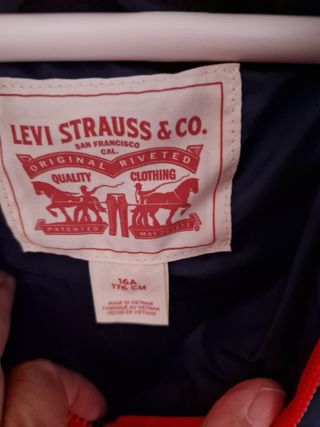 LEVI STRAUSS & CO.
SAN FRANCISCO
CAL.
ORIGINAL RIVETED
QUALITY CLOTHING
PATENTED MAY 20 1873
16A
176 CM
MADE IN VIETNAM
FABRIQUÉ AU VIETNAM
HECHO EN VIETNAM